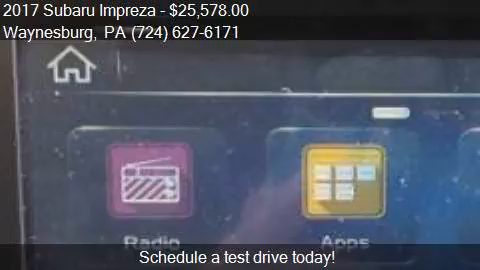 2017 Subaru Impreza - $25,578.00
Waynesburg, PA (724) 627-6171
Radio
Apps
Schedule a test drive today!